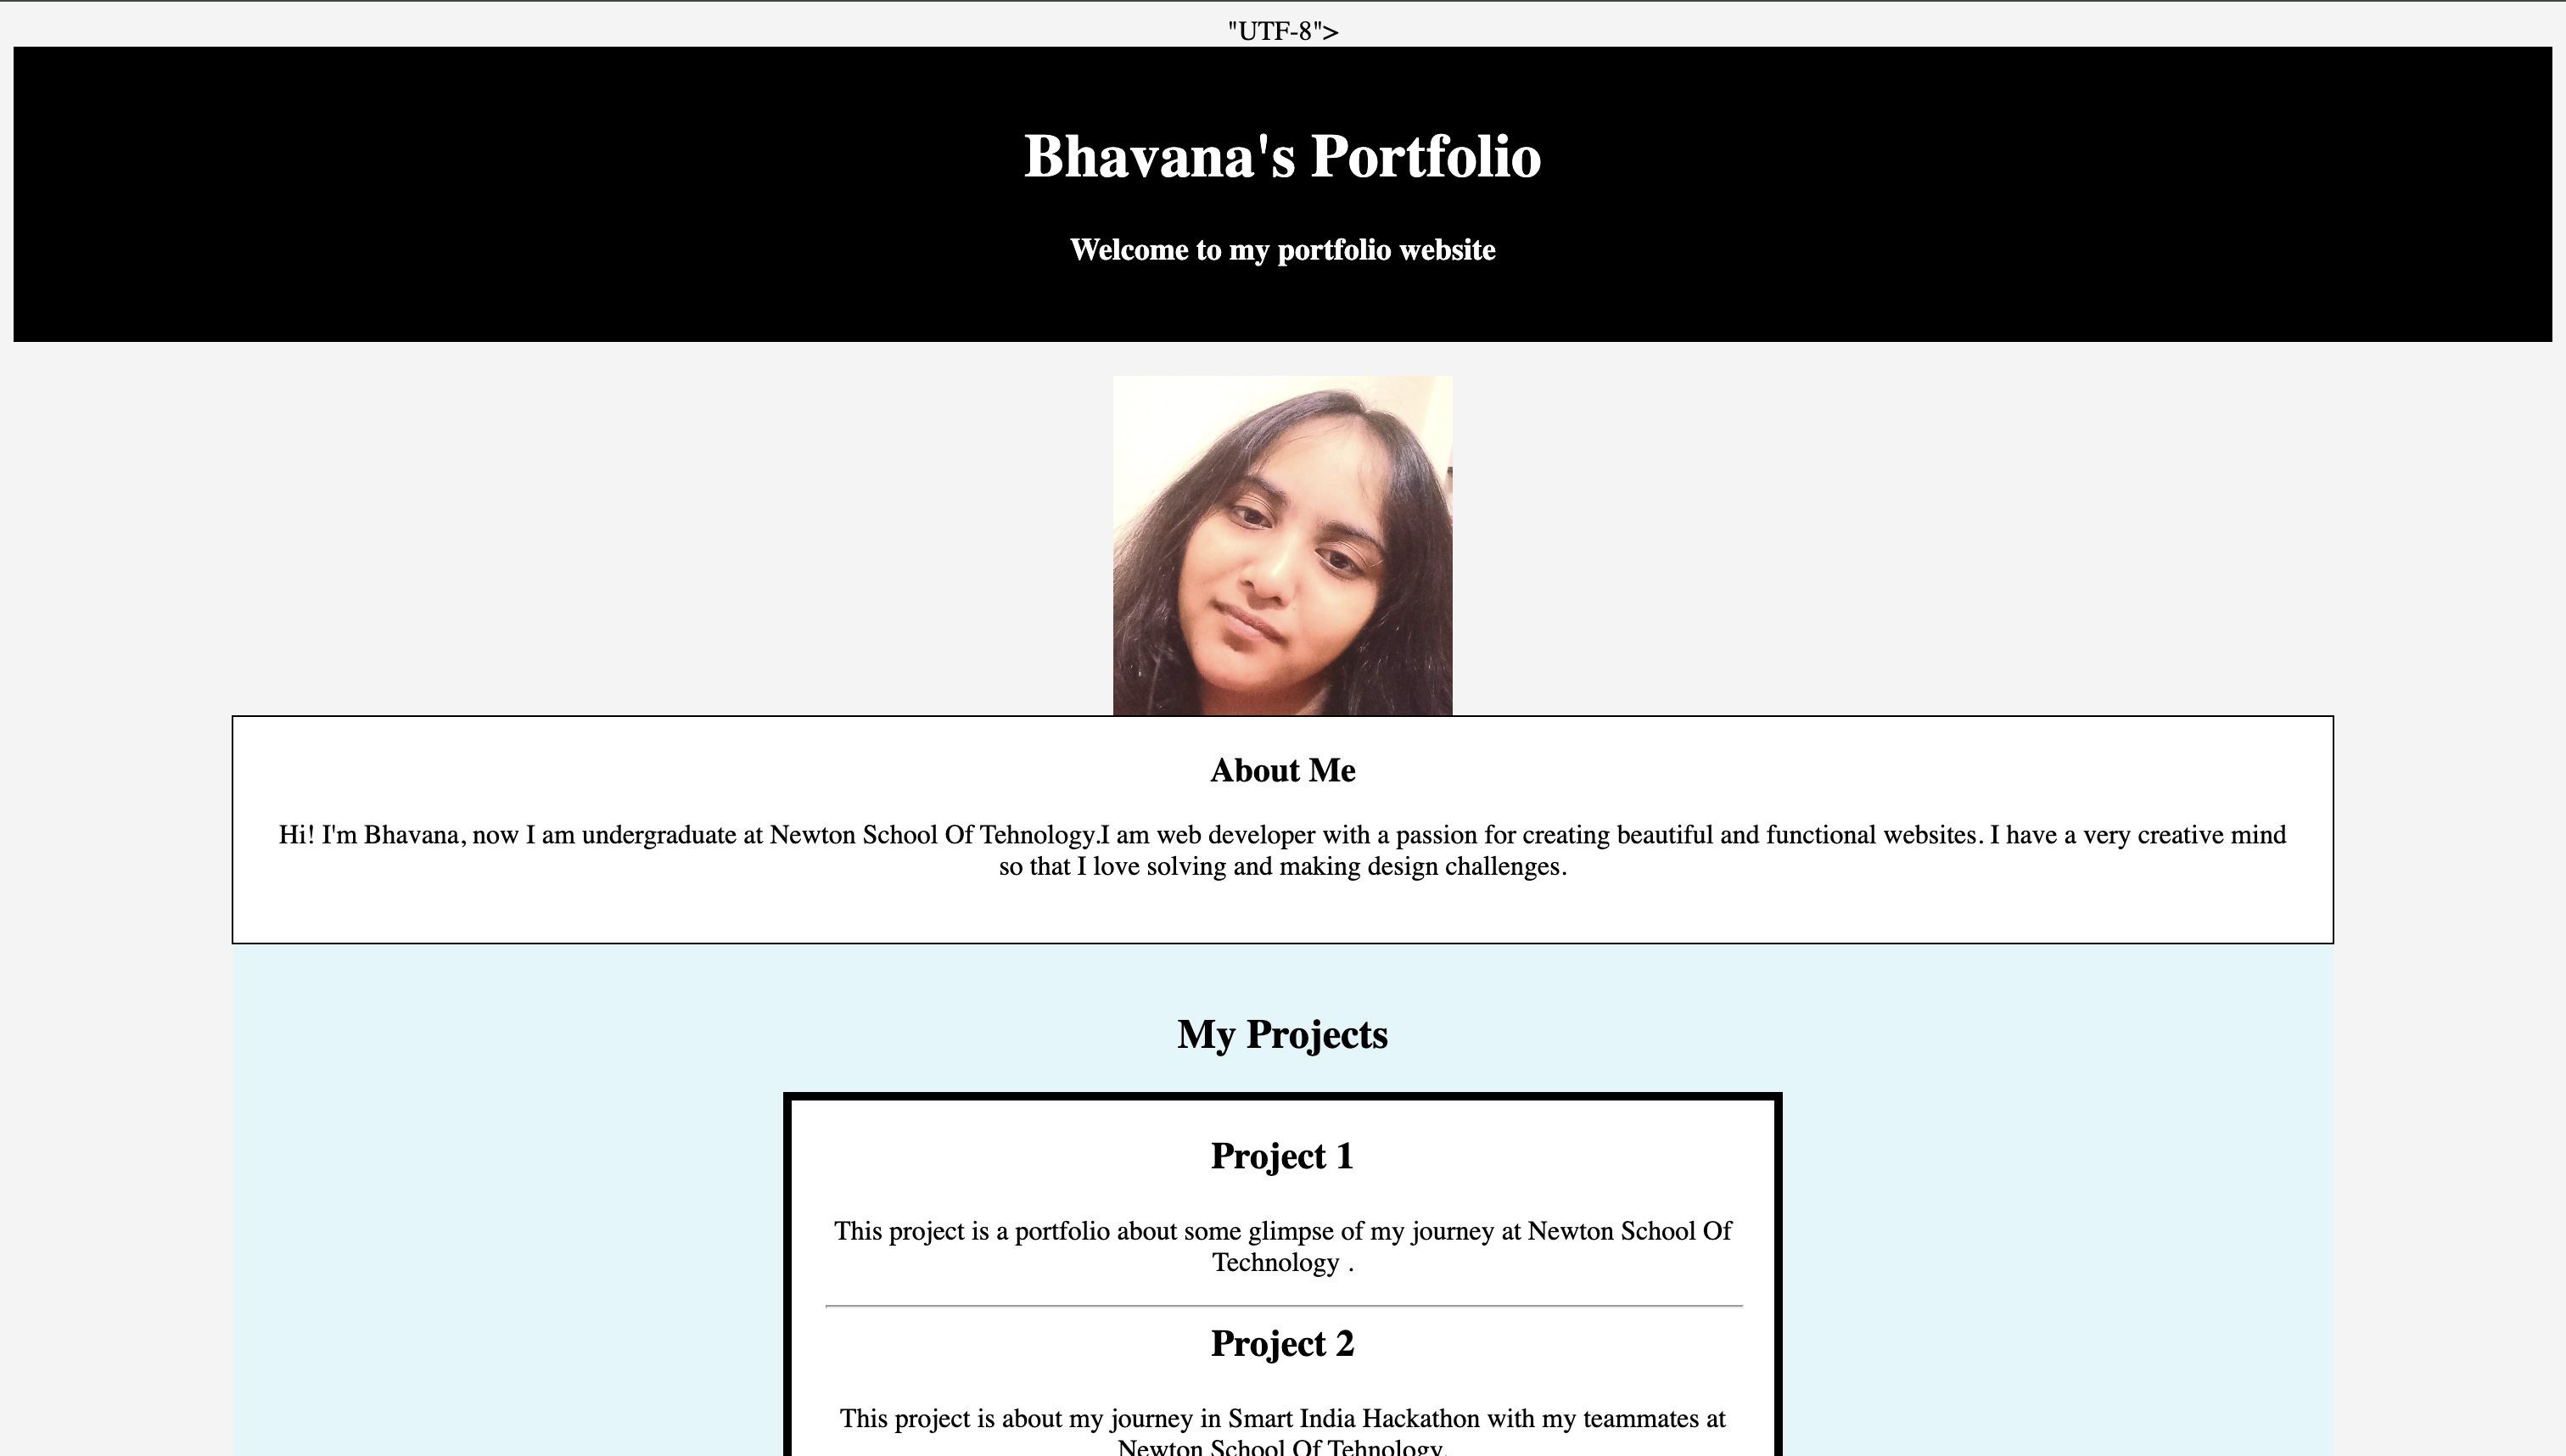 "UTF-8">
Bhavana's Portfolio
Welcome to my portfolio website
About Me
Hi! I'm Bhavana, now I am undergraduate at Newton School Of Tehnology.I am web developer with a passion for creating beautiful and functional websites. I have a very creative mind
so that I love solving and making design challenges.
My Projects
Project 1
This project is a portfolio about some glimpse of my journey at Newton School Of
Technology .
Project 2
This project is about my journey in Smart India Hackathon with my teammates at
Newton School Of Tehnology.